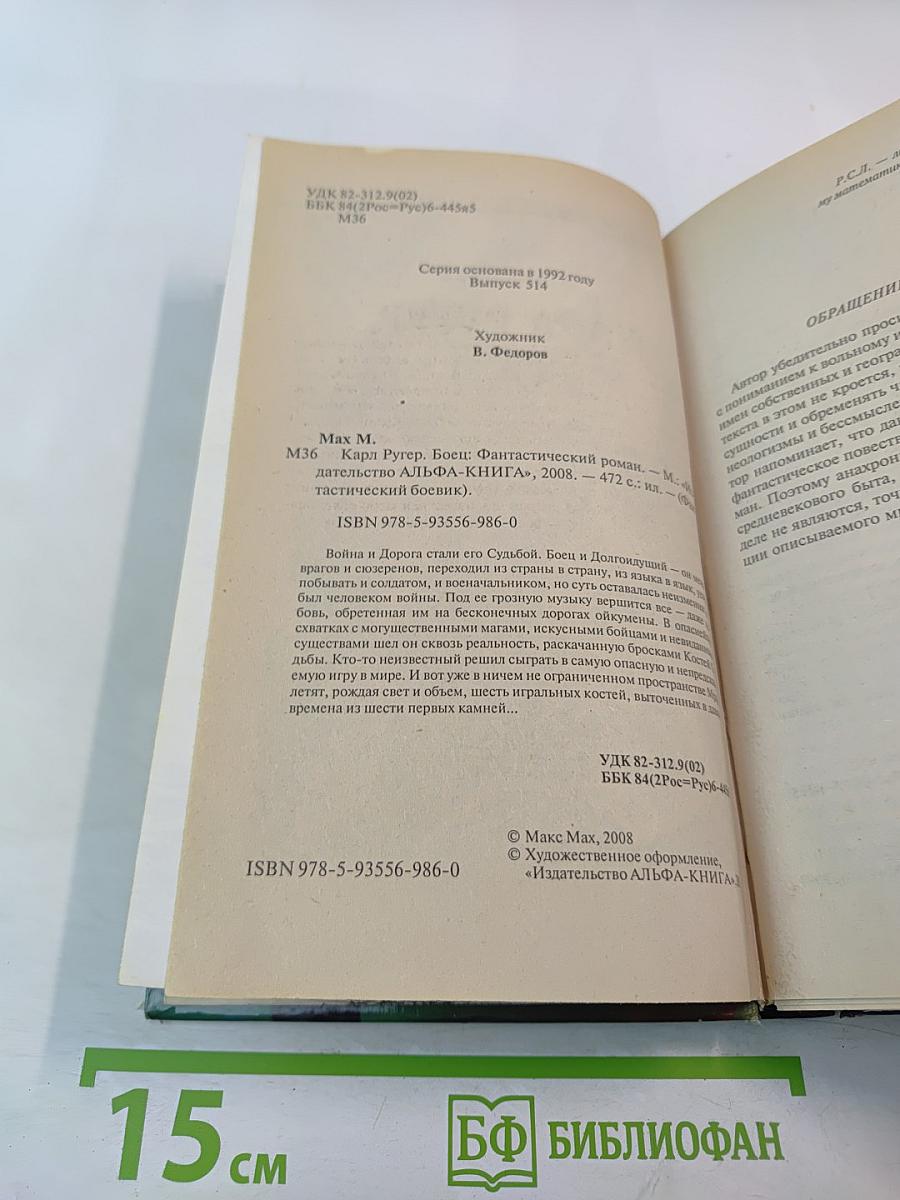 УДК 82-312.9(02)
ББК 84(2Рос=Рус)6-445я5
М36
Серия основана в 1992 году
Выпуск 514
Художник
В. Федоров
Мах М.
М36 Карл Ругер. Боец: Фантастический роман. — М.:
дательство АЛЬФА-КНИГА», 2008. — 472 с.: ил. —
тастический боевик).
ISBN 978-5-93556-986-0
Война и Дорога стали его Судьбой. Боец и Долгоидущий — он
врагов и сюзеренов, переходил из страны в страну, из языка в язык,
побывать и солдатом, и военачальником, но суть оставалась
был человеком войны. Под ее грозную музыку вершится все — даже
бовь, обретенная им на бесконечных дорогах ойкумены. В
схватках с могущественными магами, искусными бойцами и
существами шел он сквозь реальность, раскачанную бросками Костей
дьбы. Кто-то неизвестный решил сыграть в самую опасную и
емую игру в мире. И вот уже в ничем не ограниченном пространстве
летят, рождая свет и объем, шесть игральных костей, выточенных в
времена из шести первых камней...
УДК 82-312.9(02)
ББК 84(2Рос=Рус)6-445
© Макс Мах, 2008
© Художественное оформление,
«Издательство АЛЬФА-КНИГА»,
ISBN 978-5-93556-986-0
Р.С.Л. —
му математик
ОБРАЩЕНИ
Автор убедительно прос
с пониманием к вольному и
имен собственных и геогра
текста в этом не кроется,
сущности и обременять ч
неологизмы и бессмысле
тор напоминает, что да
фантастическое повест
ман. Поэтому анахрон
средневекового быта,
деле не являются, точ
ции описываемого м
15 см
БФ БИБЛИОФАН